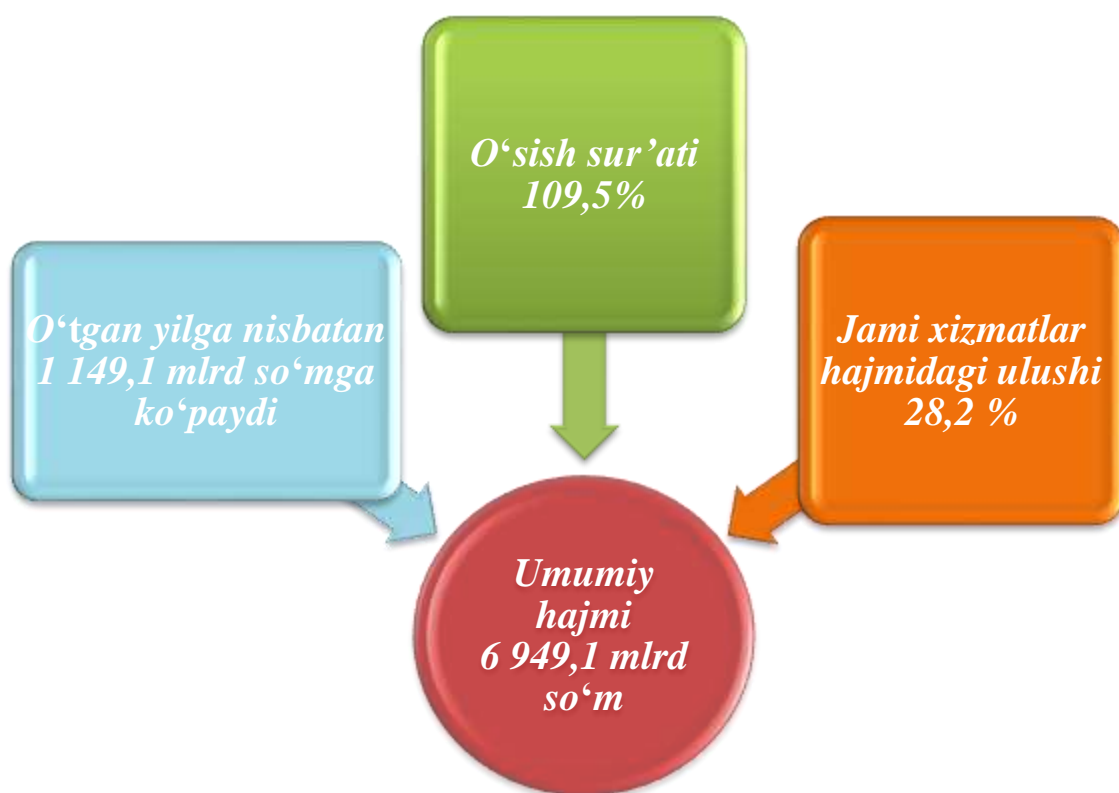 O‘sish sur’ati
109,5%
O‘tgan yilga nisbatan
1 149,1 mlrd so‘mga
ko‘paydi
Jami xizmatlar
hajmidagi ulushi
28,2 %
Umumiy
hajmi
6 949,1 mlrd
so‘m